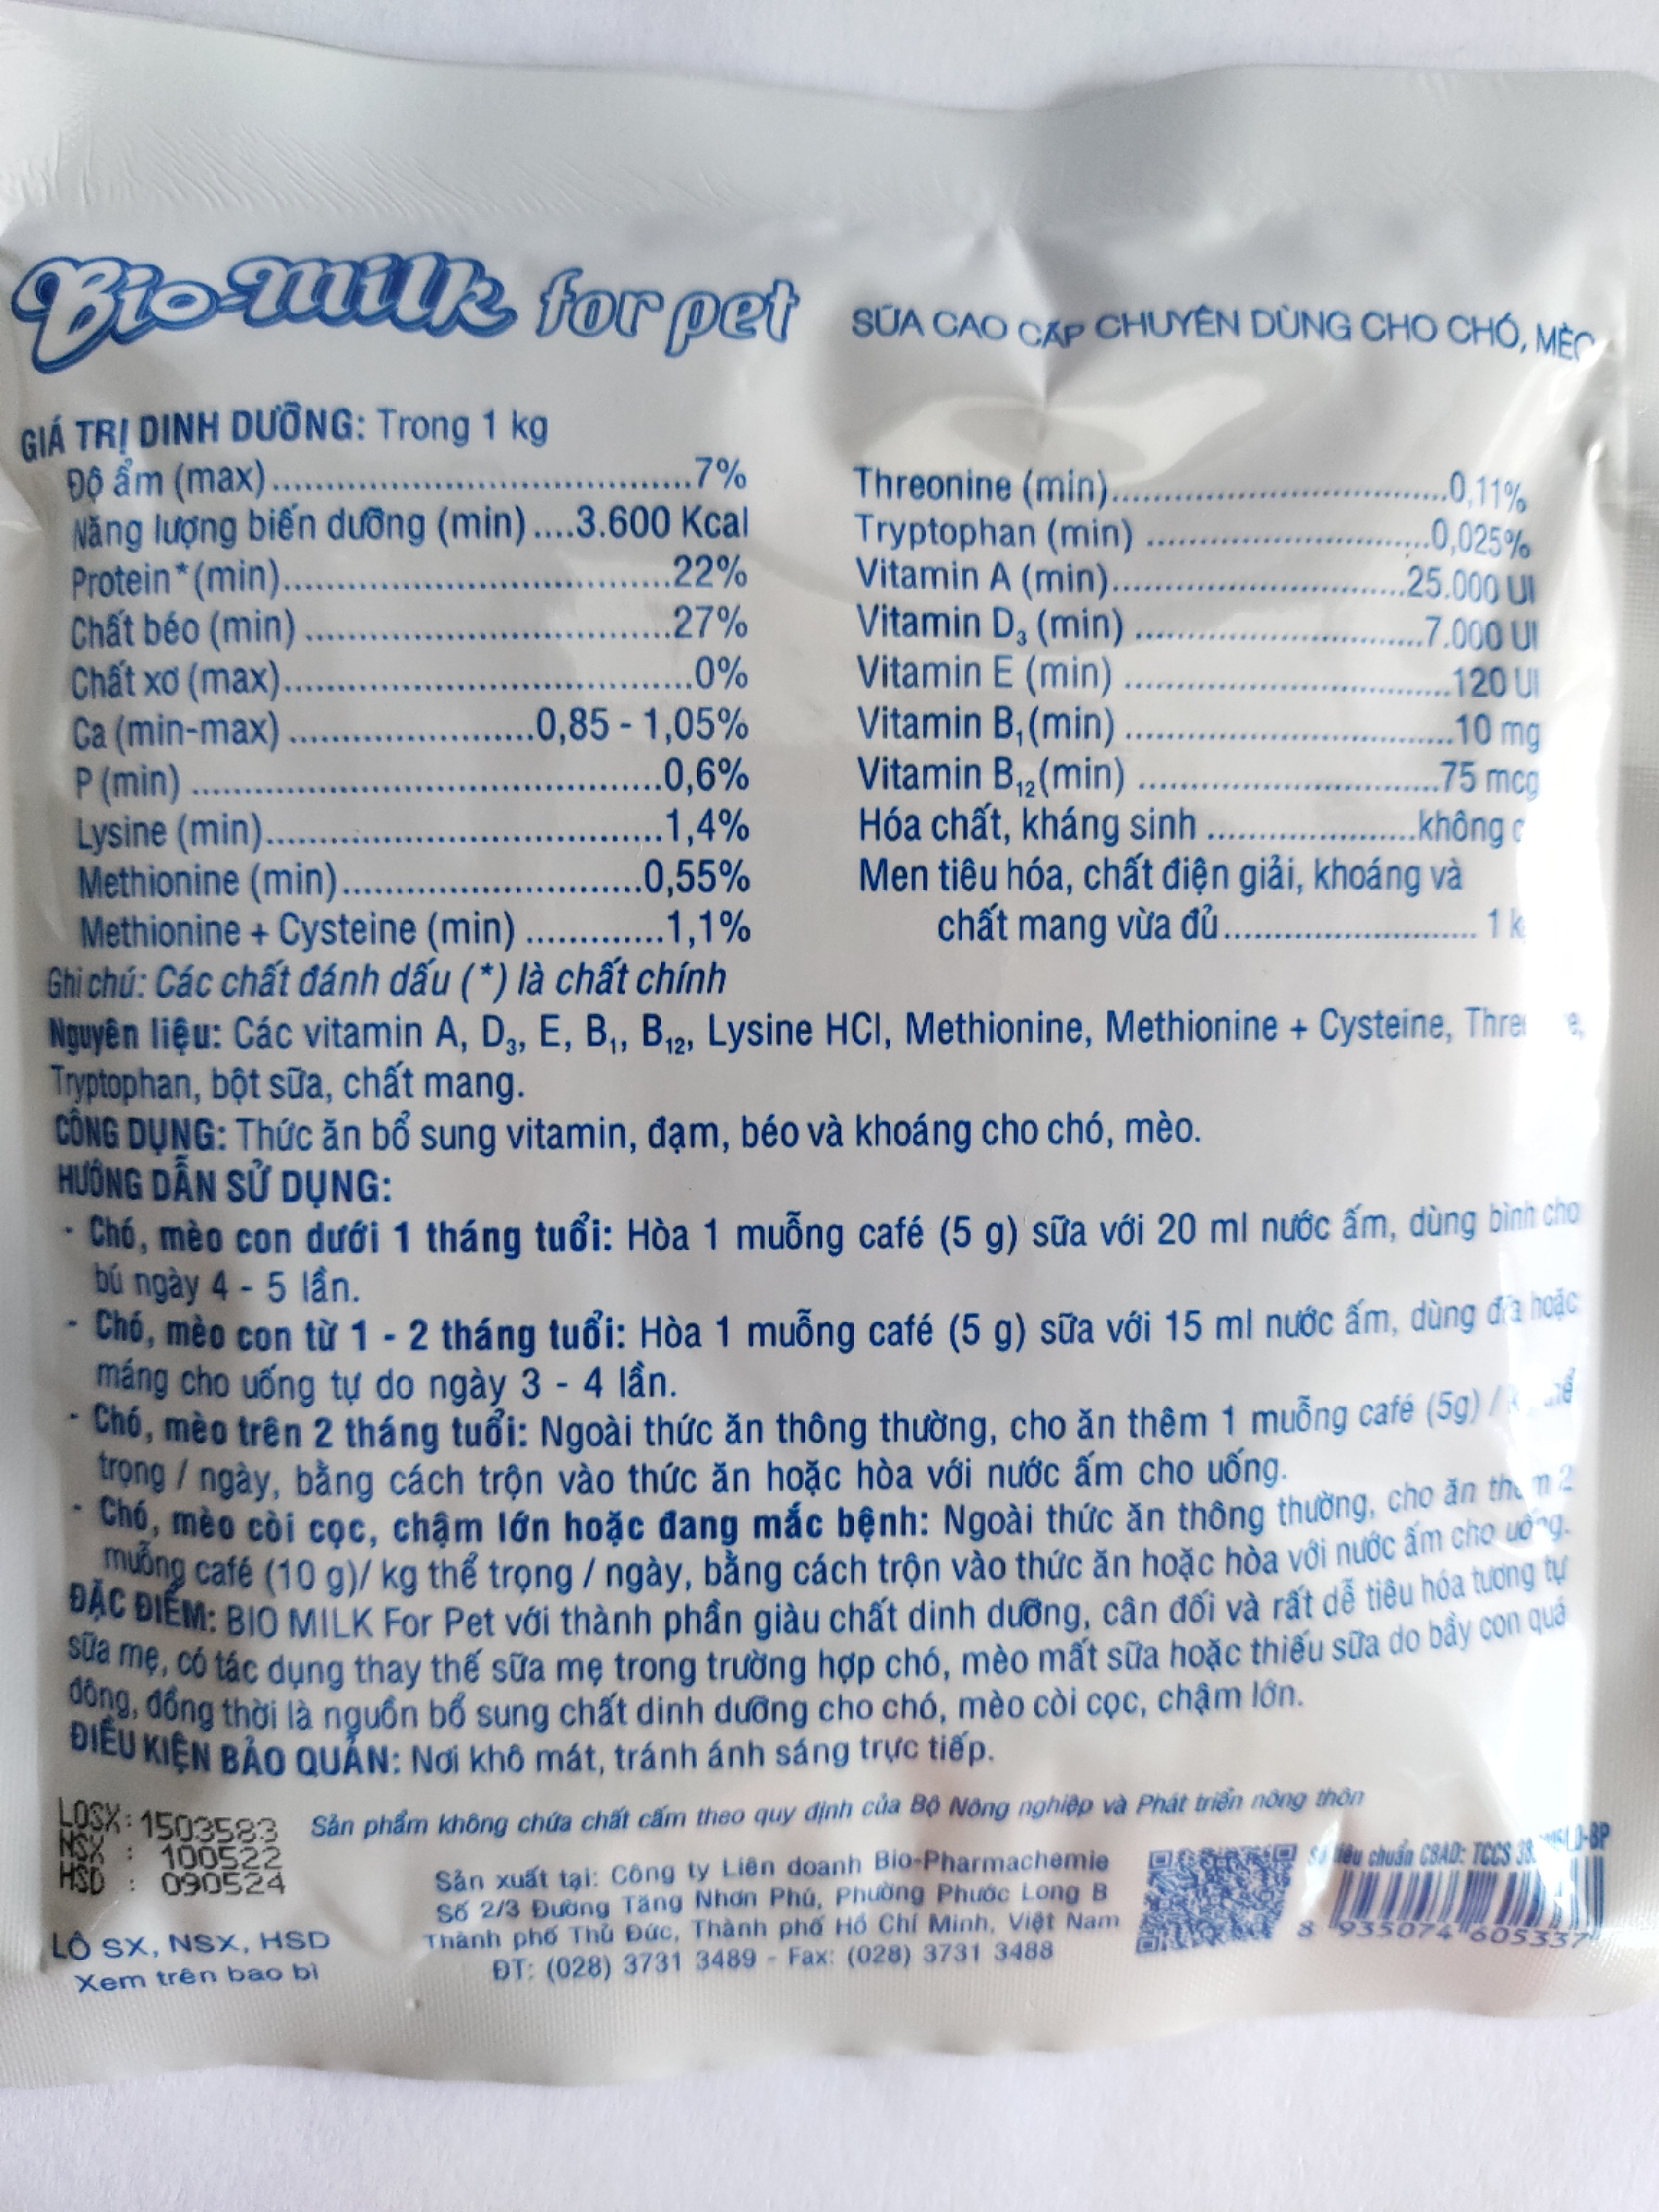 Bio-milk for pet
SỮA CAO CẤP CHUYÊN DÙNG CHO CHÓ, MÈO
GIÁ TRỊ DINH DƯỠNG: Trong 1 kg
Độ ẩm (max)..............................7%
Năng lượng biến dưỡng (min)....3.600 Kcal
Protein*(min)..............................22%
Chất béo (min)..............................27%
Chất xơ (max)..............................0%
Ca (min-max)....................0,85 - 1,05%
P (min)..............................0,6%
Lysine (min)..............................1,4%
Methionine (min)..............................0,55%
Methionine + Cysteine (min)..............1,1%
Threonine (min)..............................0,11%
Tryptophan (min)..............................0,025%
Vitamin A (min)..............................25.000 UI
Vitamin D₃ (min)..............................7.000 UI
Vitamin E (min)..............................120 UI
Vitamin B₁(min)..............................10 mg
Vitamin B₁₂(min)..............................75 mcg
Hóa chất, kháng sinh....................không
Men tiêu hóa, chất điện giải, khoáng và
chất mang vừa đủ......................... 1
Ghi chú: Các chất đánh dấu (*) là chất chính
Nguyên liệu: Các vitamin A, D₃, E, B₁, B₁₂, Lysine HCl, Methionine, Methionine + Cysteine,
Tryptophan, bột sữa, chất mang.
CÔNG DỤNG: Thức ăn bổ sung vitamin, đạm, béo và khoáng cho chó, mèo.
HƯỚNG DẪN SỬ DỤNG:
- Chó, mèo con dưới 1 tháng tuổi: Hòa 1 muỗng café (5 g) sữa với 20 ml nước ấm, dùng bình cho
bú ngày 4 - 5 lần.
- Chó, mèo con từ 1 - 2 tháng tuổi: Hòa 1 muỗng café (5 g) sữa với 15 ml nước ấm, dùng đĩa hoặc
máng cho uống tự do ngày 3 - 4 lần.
- Chó, mèo trên 2 tháng tuổi: Ngoài thức ăn thông thường, cho ăn thêm 1 muỗng café (5g) /
trọng / ngày, bằng cách trộn vào thức ăn hoặc hòa với nước ấm cho uống.
- Chó, mèo còi cọc, chậm lớn hoặc đang mắc bệnh: Ngoài thức ăn thông thường, cho ăn thêm 2
muỗng café (10 g)/ kg thể trọng / ngày, bằng cách trộn vào thức ăn hoặc hòa với nước ấm cho uống.
ĐẶC ĐIỂM: BIO MILK For Pet với thành phần giàu chất dinh dưỡng, cân đối và rất dễ tiêu hóa tương tự
sữa mẹ, có tác dụng thay thế sữa mẹ trong trường hợp chó, mèo mất sữa hoặc thiếu sữa do bầy con quá
đông, đồng thời là nguồn bổ sung chất dinh dưỡng cho chó, mèo còi cọc, chậm lớn.
ĐIỀU KIỆN BẢO QUẢN: Nơi khô mát, tránh ánh sáng trực tiếp.
LOSX: 1503583
NSX : 100522
HSD : 090524
LÔ SX, NSX, HSD
Xem trên bao bì
Sản phẩm không chứa chất cấm theo quy định của Bộ Nông nghiệp và Phát triển nông thôn
Sản xuất tại: Công ty Liên doanh Bio-Pharmachemie
Số 2/3 Đường Tăng Nhơn Phú, Phường Phước Long B
Thành phố Thủ Đức, Thành phố Hồ Chí Minh, Việt Nam
ĐT: (028) 3731 3489 - Fax: (028) 3731 3488
chuẩn CBAD: TCCS
8 935074 605337